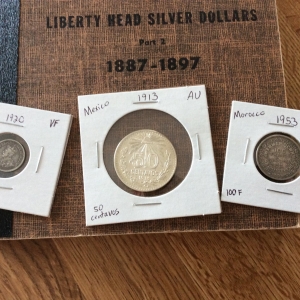 LIBERTY HEAD SILVER DOLLARS
Part 2
1887-1897
1920 VF
Mexico 1913 AU
50
centavos
Morocco 1953
100 F